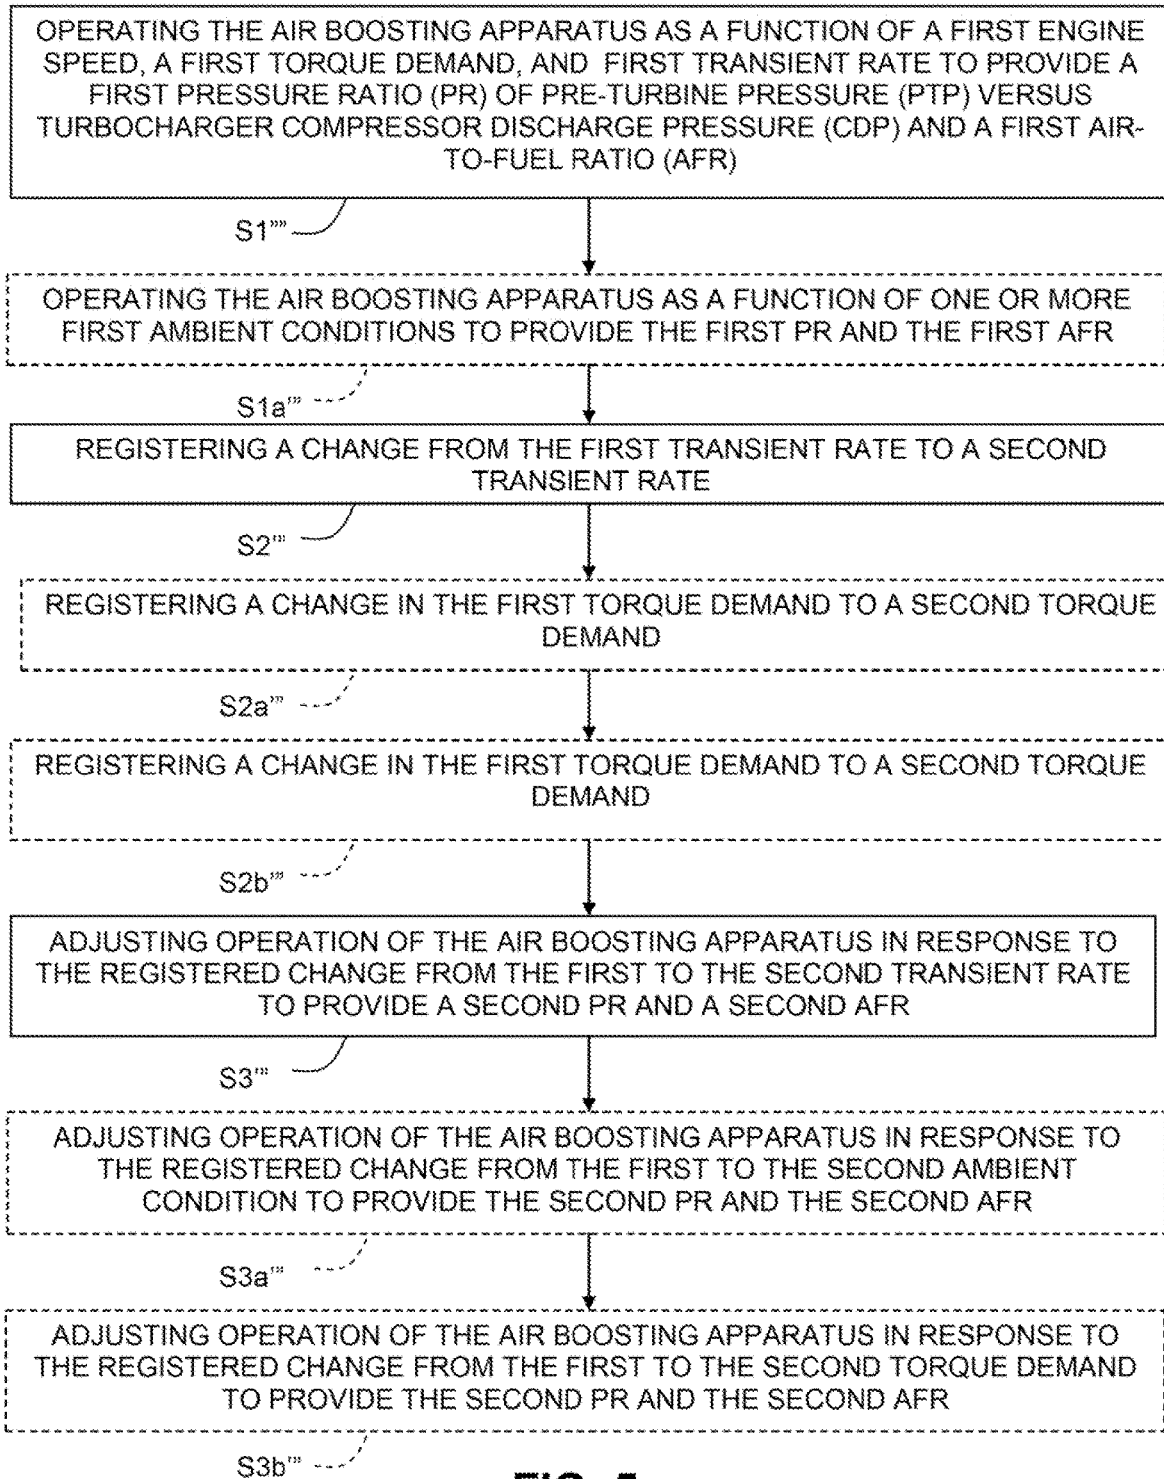 OPERATING THE AIR BOOSTING APPARATUS AS A FUNCTION OF A FIRST ENGINE
SPEED, A FIRST TORQUE DEMAND, AND FIRST TRANSIENT RATE TO PROVIDE A
FIRST PRESSURE RATIO (PR) OF PRE-TURBINE PRESSURE (PTP) VERSUS
TURBOCHARGER COMPRESSOR DISCHARGE PRESSURE (CDP) AND A FIRST AIR-
TO-FUEL RATIO (AFR)
S1""
OPERATING THE AIR BOOSTING APPARATUS AS A FUNCTION OF ONE OR MORE
FIRST AMBIENT CONDITIONS TO PROVIDE THE FIRST PR AND THE FIRST AFR
S1a'"
REGISTERING A CHANGE FROM THE FIRST TRANSIENT RATE TO A SECOND
TRANSIENT RATE
S2'"
REGISTERING A CHANGE IN THE FIRST TORQUE DEMAND TO A SECOND TORQUE
DEMAND
S2a'"
REGISTERING A CHANGE IN THE FIRST TORQUE DEMAND TO A SECOND TORQUE
DEMAND
S2b'"
ADJUSTING OPERATION OF THE AIR BOOSTING APPARATUS IN RESPONSE TO
THE REGISTERED CHANGE FROM THE FIRST TO THE SECOND TRANSIENT RATE
TO PROVIDE A SECOND PR AND A SECOND AFR
S3'"
ADJUSTING OPERATION OF THE AIR BOOSTING APPARATUS IN RESPONSE TO
THE REGISTERED CHANGE FROM THE FIRST TO THE SECOND AMBIENT
CONDITION TO PROVIDE THE SECOND PR AND THE SECOND AFR
S3a'"
ADJUSTING OPERATION OF THE AIR BOOSTING APPARATUS IN RESPONSE TO
THE REGISTERED CHANGE FROM THE FIRST TO THE SECOND TORQUE DEMAND
TO PROVIDE THE SECOND PR AND THE SECOND AFR
S3b'"